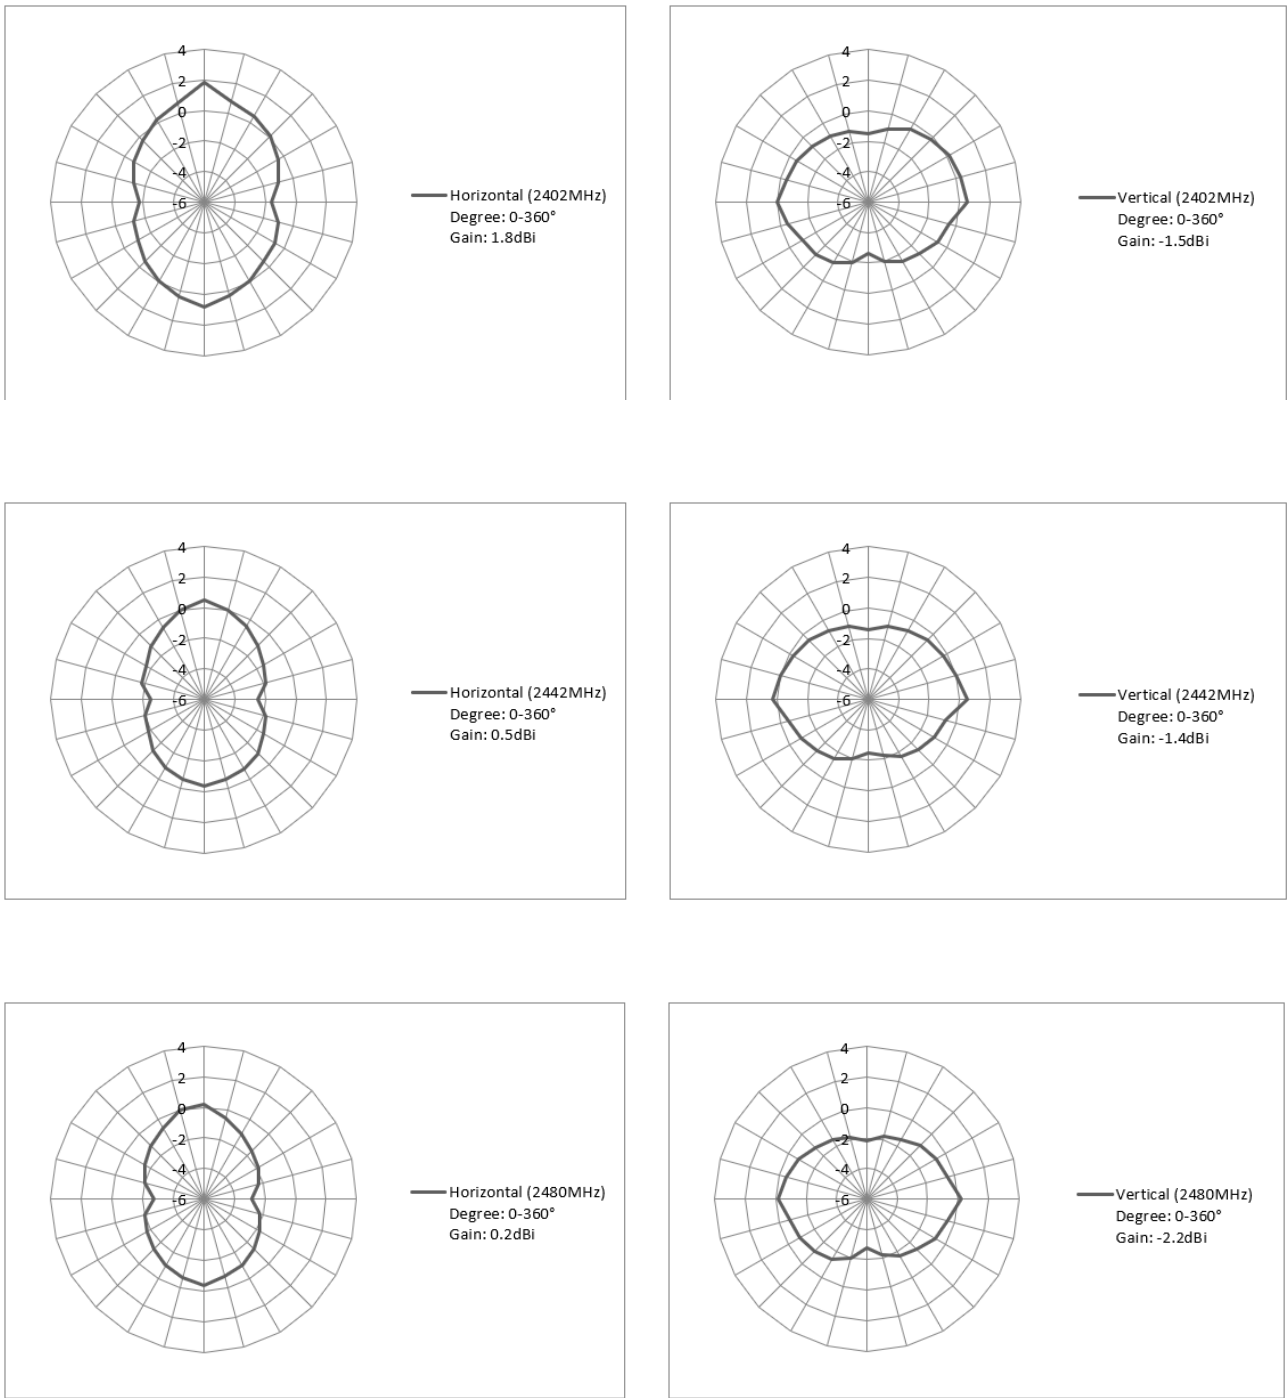 4
2
0
-2
-4
-6
Horizontal (2402MHz)
Degree: 0-360°
Gain: 1.8dBi
4
2
0
-2
-4
-6
Vertical (2402MHz)
Degree: 0-360°
Gain: -1.5dBi
4
2
0
-2
-4
-6
Horizontal (2442MHz)
Degree: 0-360°
Gain: 0.5dBi
4
2
0
-2
-4
-6
Vertical (2442MHz)
Degree: 0-360°
Gain: -1.4dBi
4
2
0
-2
-4
-6
Horizontal (2480MHz)
Degree: 0-360°
Gain: 0.2dBi
4
2
0
-2
-4
-6
Vertical (2480MHz)
Degree: 0-360°
Gain: -2.2dBi